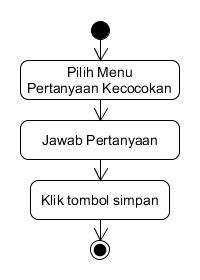 Pilih Menu
Pertanyaan Kecocokan
Jawab Pertanyaan
Klik tombol simpan